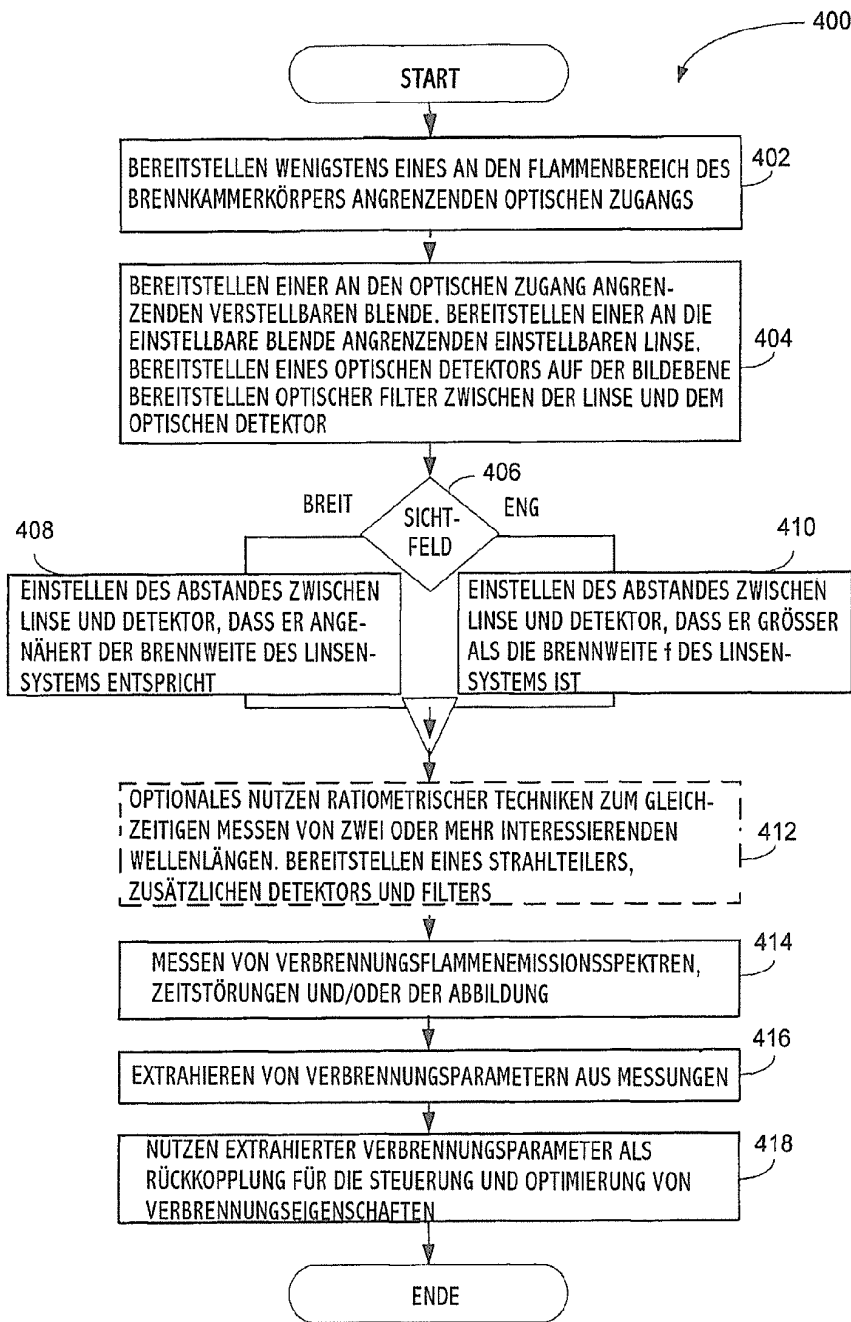 400
START
BEREITSTELLEN WENIGSTENS EINES AN DEN FLAMMENBEREICH DES
BRENNKAMMERKÖRPERS ANGRENZENDEN OPTISCHEN ZUGANGS
402
BEREITSTELLEN EINER AN DEN OPTISCHEN ZUGANG ANGREN-
ZENDEN VERSTELLBAREN BLENDE. BEREITSTELLEN EINER AN DIE
EINSTELLBARE BLENDE ANGRENZENDEN EINSTELLBAREN LINSE.
BEREITSTELLEN EINES OPTISCHEN DETEKTORS AUF DER BILDEBENE
BEREITSTELLEN OPTISCHER FILTER ZWISCHEN DER LINSE UND DEM
OPTISCHEN DETEKTOR
404
406
BREIT
SICHT-
FELD
ENG
408
EINSTELLEN DES ABSTANDES ZWISCHEN
LINSE UND DETEKTOR, DASS ER ANGE-
NÄHERT DER BRENNWEITE DES LINSEN-
SYSTEMS ENTSPRICHT
410
EINSTELLEN DES ABSTANDES ZWISCHEN
LINSE UND DETEKTOR, DASS ER GRÖSSER
ALS DIE BRENNWEITE f DES LINSEN-
SYSTEMS IST
OPTIONALES NUTZEN RATIOMETRISCHER TECHNIKEN ZUM GLEICH-
ZEITIGEN MESSEN VON ZWEI ODER MEHR INTERESSIERENDEN
WELLENLÄNGEN. BEREITSTELLEN EINES STRAHLTEILERS,
ZUSÄTZLICHEN DETEKTORS UND FILTERS
412
MESSEN VON VERBRENNUNGSFLAMMENEMISSIONSSPEKTREN,
ZEITSTÖRUNGEN UND/ODER DER ABBILDUNG
414
EXTRAHIEREN VON VERBRENNUNGSPARAMETERN AUS MESSUNGEN
416
NUTZEN EXTRAHIERTER VERBRENNUNGSPARAMETER ALS
RÜCKKOPPLUNG FÜR DIE STEUERUNG UND OPTIMIERUNG VON
VERBRENNUNGSEIGENSCHAFTEN
418
ENDE